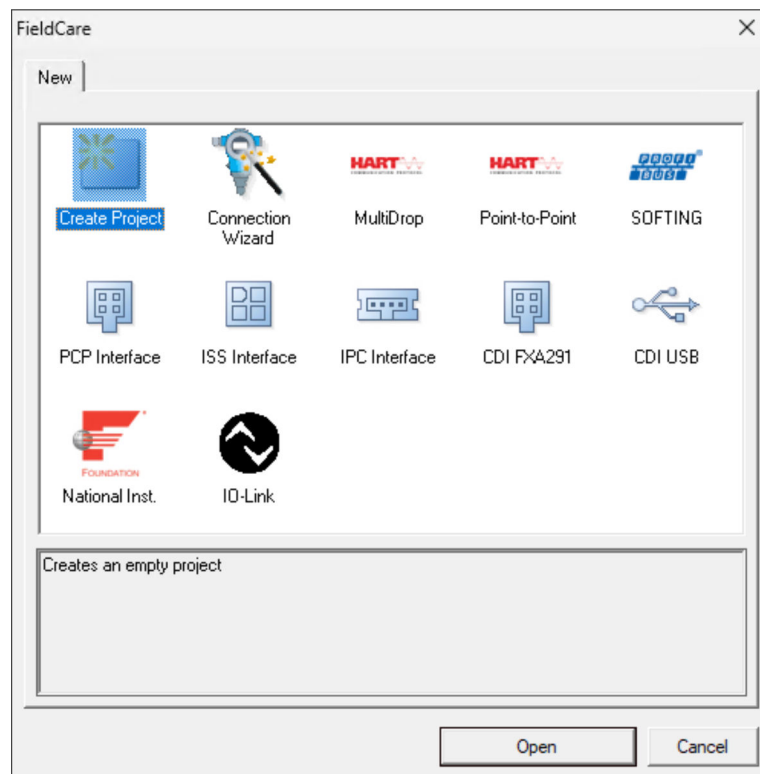 FieldCare
New
HART
HART
PROFI
BUS
Create Project
Connection
Wizard
MultiDrop
Point-to-Point
SOFTING
PCP Interface
ISS Interface
IPC Interface
CDI FXA291
CDI USB
FOUNDATION
National Inst.
IO-Link
Creates an empty project
Open
Cancel